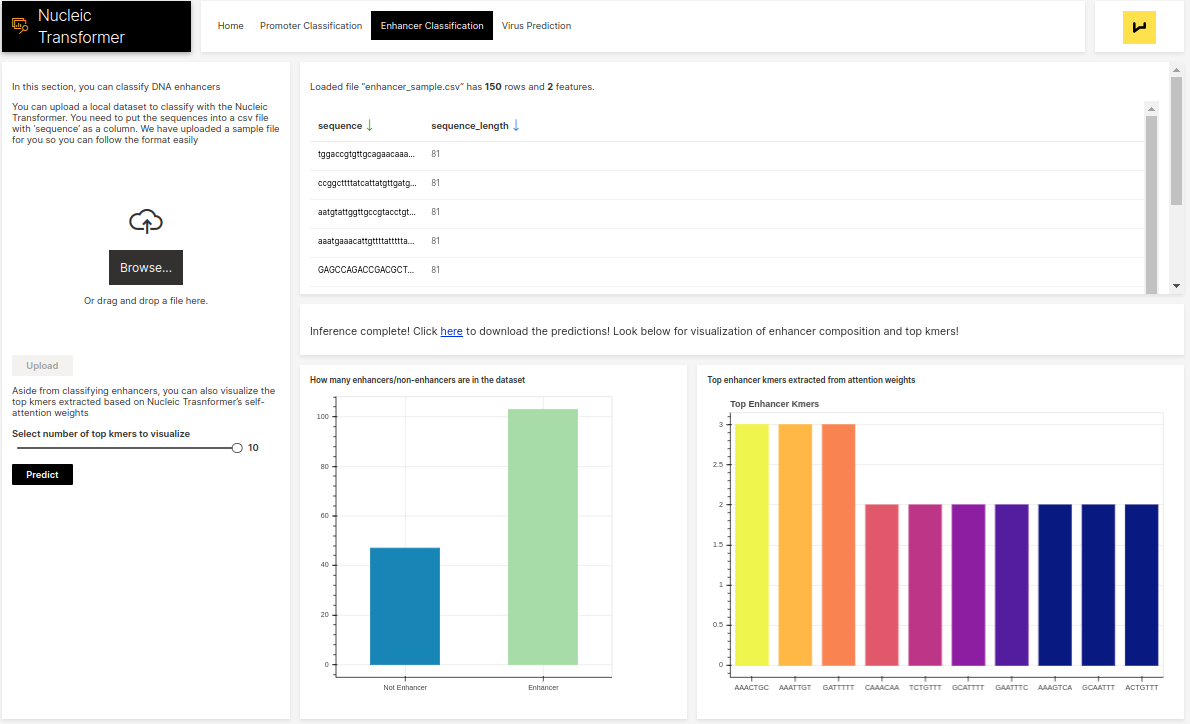 Nucleic
Transformer
Home
Promoter Classification
Enhancer Classification
Virus Prediction
In this section, you can classify DNA enhancers
You can upload a local dataset to classify with the Nucleic
Transformer. You need to put the sequences into a csv file
with 'sequence' as a column. We have uploaded a sample file
for you so you can follow the format easily
Browse...
Or drag and drop a file here.
Upload
Aside from classifying enhancers, you can also visualize the
top kmers extracted based on Nucleic Trasnformer's self-
attention weights
Select number of top kmers to visualize
10
Predict
Loaded file "enhancer_sample.csv" has 150 rows and 2 features.
sequence sequence_length
tggaccgtgttgcagaacaaa... 81
ccggcttttatcattatgttgatg... 81
aatgtattggttgccgtacctgt... 81
aaatgaaacattgttttattttta... 81
GAGCCAGACCGACGCT... 81
Inference complete! Click here to download the predictions! Look below for visualization of enhancer composition and top kmers!
How many enhancers/non-enhancers are in the dataset
100
80
60
40
20
0
Not Enhancer
Enhancer
Top enhancer kmers extracted from attention weights
Top Enhancer Kmers
3
2.5
2
1.5
1
0.5
0
AAACTGC
AAATTGT
GATTTTT
CAAACAA
TCTGTTT
GCATTTT
GAATTTC
AAAGTCA
GCAATTT
ACTGTTT